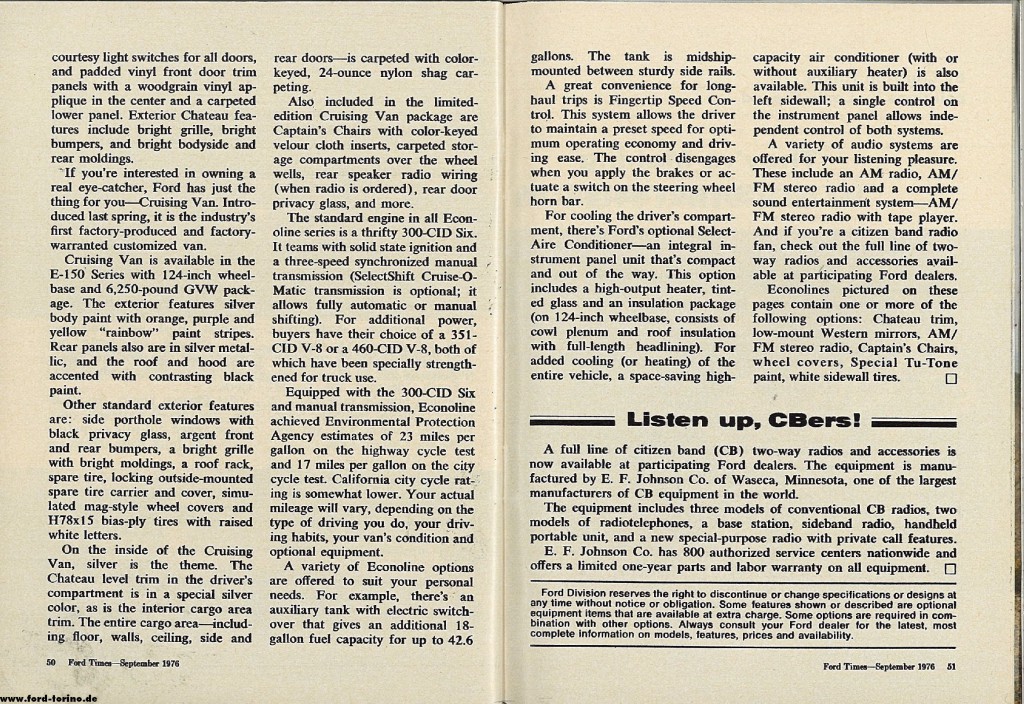 courtesy light switches for all doors,
and padded vinyl front door trim
panels with a woodgrain vinyl ap-
plique in the center and a carpeted
lower panel. Exterior Chateau fea-
tures include bright grille, bright
bumpers, and bright bodyside and
rear moldings.
If you're interested in owning a
real eye-catcher, Ford has just the
thing for you—Cruising Van. Intro-
duced last spring, it is the industry's
first factory-produced and factory-
warranted customized van.
Cruising Van is available in the
E-150 Series with 124-inch wheel-
base and 6,250-pound GVW pack-
age. The exterior features silver
body paint with orange, purple and
yellow "rainbow" paint stripes.
Rear panels also are in silver metal-
lic, and the roof and hood are
accented with contrasting black
paint.
Other standard exterior features
are: side porthole windows with
black privacy glass, argent front
and rear bumpers, a bright grille
with bright moldings, a roof rack,
spare tire, locking outside-mounted
spare tire carrier and cover, simu-
lated mag-style wheel covers and
H78x15 bias-ply tires with raised
white letters.
On the inside of the Cruising
Van, silver is the theme. The
Chateau level trim in the driver's
compartment is in a special silver
color, as is the interior cargo area
trim. The entire cargo area—includ-
ing floor, walls, ceiling, side and
rear doors—is carpeted with color-
keyed, 24-ounce nylon shag car-
peting.
Also included in the limited-
edition Cruising Van package are
Captain's Chairs with color-keyed
velour cloth inserts, carpeted stor-
age compartments over the wheel
wells, rear speaker radio wiring
(when radio is ordered), rear door
privacy glass, and more.
The standard engine in all Econ-
oline series is a thrifty 300-CID Six.
It teams with solid state ignition and
a three-speed synchronized manual
transmission (SelectShift Cruise-O-
Matic transmission is optional; it
allows fully automatic or manual
shifting). For additional power,
buyers have their choice of a 351-
CID V-8 or a 460-CID V-8, both of
which have been specially strength-
ened for truck use.
Equipped with the 300-CID Six
and manual transmission, Econoline
achieved Environmental Protection
Agency estimates of 23 miles per
gallon on the highway cycle test
and 17 miles per gallon on the city
cycle test. California city cycle rat-
ing is somewhat lower. Your actual
mileage will vary, depending on the
type of driving you do, your driv-
ing habits, your van's condition and
optional equipment.
A variety of Econoline options
are offered to suit your personal
needs. For example, there's an
auxiliary tank with electric switch-
over that gives an additional 18-
gallon fuel capacity for up to 42.6
50 Ford Times—September 1976
gallons. The tank is midship-
mounted between sturdy side rails.
A great convenience for long-
haul trips is Fingertip Speed Con-
trol. This system allows the driver
to maintain a preset speed for opti-
mum operating economy and driv-
ing ease. The control disengages
when you apply the brakes or ac-
tuate a switch on the steering wheel
horn bar.
For cooling the driver's compart-
ment, there's Ford's optional Select-
Aire Conditioner—an integral in-
strument panel unit that's compact
and out of the way. This option
includes a high-output heater, tint-
ed glass and an insulation package
(on 124-inch wheelbase, consists of
cowl plenum and roof insulation
with full-length headlining). For
added cooling (or heating) of the
entire vehicle, a space-saving high-
capacity air conditioner (with or
without auxiliary heater) is also
available. This unit is built into the
left sidewall; a single control on
the instrument panel allows inde-
pendent control of both systems.
A variety of audio systems are
offered for your listening pleasure.
These include an AM radio, AM/
FM stereo radio and a complete
sound entertainment system—AM/
FM stereo radio with tape player.
And if you're a citizen band radio
fan, check out the full line of two-
way radios and accessories avail-
able at participating Ford dealers.
Econolines pictured on these
pages contain one or more of the
following options: Chateau trim,
low-mount Western mirrors, AM/
FM stereo radio, Captain's Chairs,
wheel covers, Special Tu-Tone
paint, white sidewall tires. □
Listen up, CBers!
A full line of citizen band (CB) two-way radios and accessories is
now available at participating Ford dealers. The equipment is manu-
factured by E. F. Johnson Co. of Waseca, Minnesota, one of the largest
manufacturers of CB equipment in the world.
The equipment includes three models of conventional CB radios, two
models of radiotelephones, a base station, sideband radio, handheld
portable unit, and a new special-purpose radio with private call features.
E. F. Johnson Co. has 800 authorized service centers nationwide and
offers a limited one-year parts and labor warranty on all equipment. □
Ford Division reserves the right to discontinue or change specifications or designs at
any time without notice or obligation. Some features shown or described are optional
equipment items that are available at extra charge. Some options are required in com-
bination with other options. Always consult your Ford dealer for the latest, most
complete information on models, features, prices and availability.
Ford Times—September 1976 51
www.ford-torino.de